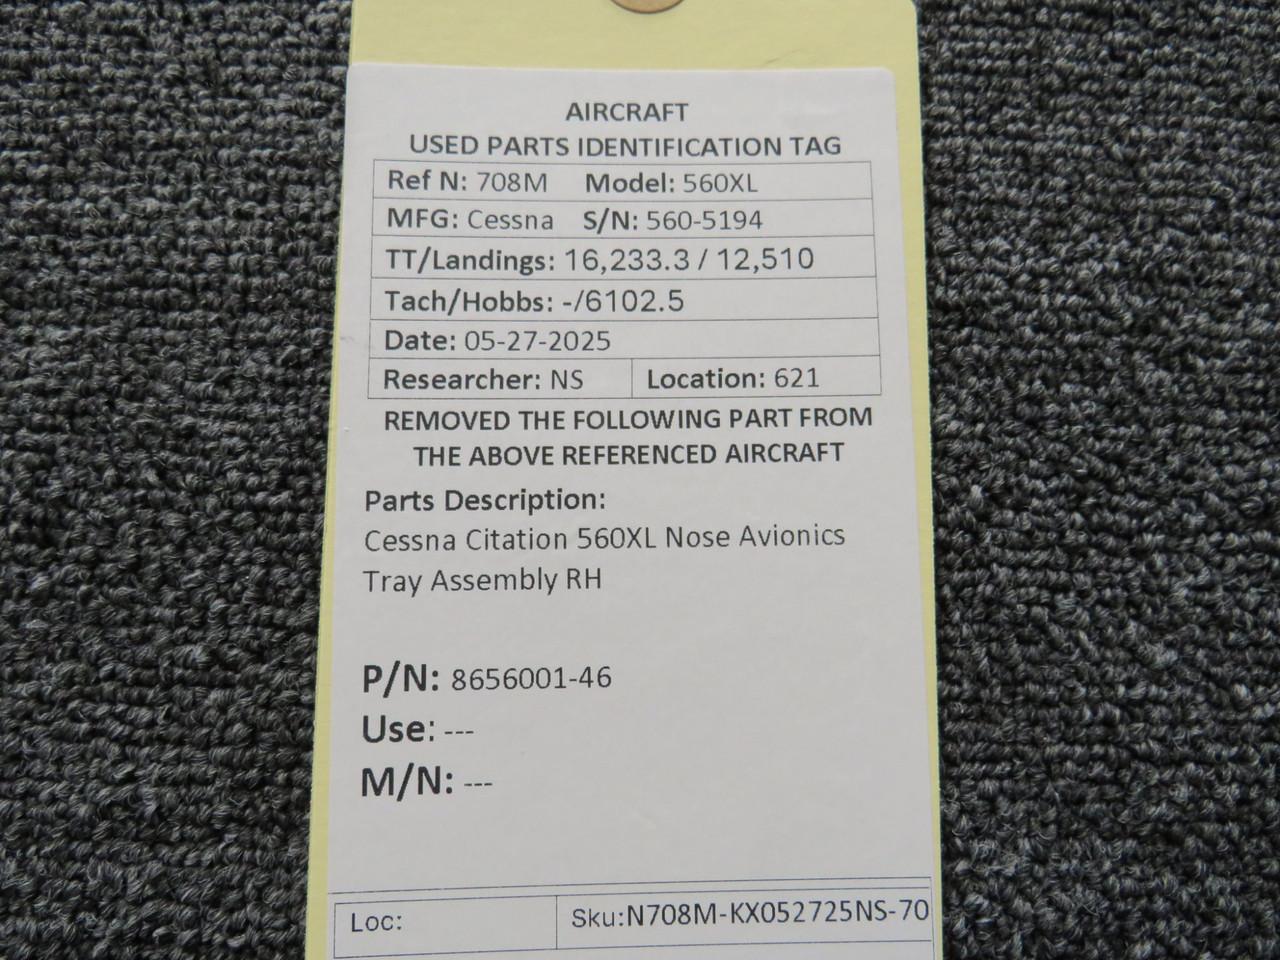 AIRCRAFT
USED PARTS IDENTIFICATION TAG
Ref N: 708M Model: 560XL
MFG: Cessna S/N: 560-5194
TT/Landings: 16,233.3 / 12,510
Tach/Hobbs: -/6102.5
Date: 05-27-2025
Researcher: NS Location: 621
REMOVED THE FOLLOWING PART FROM
THE ABOVE REFERENCED AIRCRAFT
Parts Description:
Cessna Citation 560XL Nose Avionics
Tray Assembly RH
P/N: 8656001-46
Use: ---
M/N: ---
Loc: Sku:N708M-KX052725NS-70